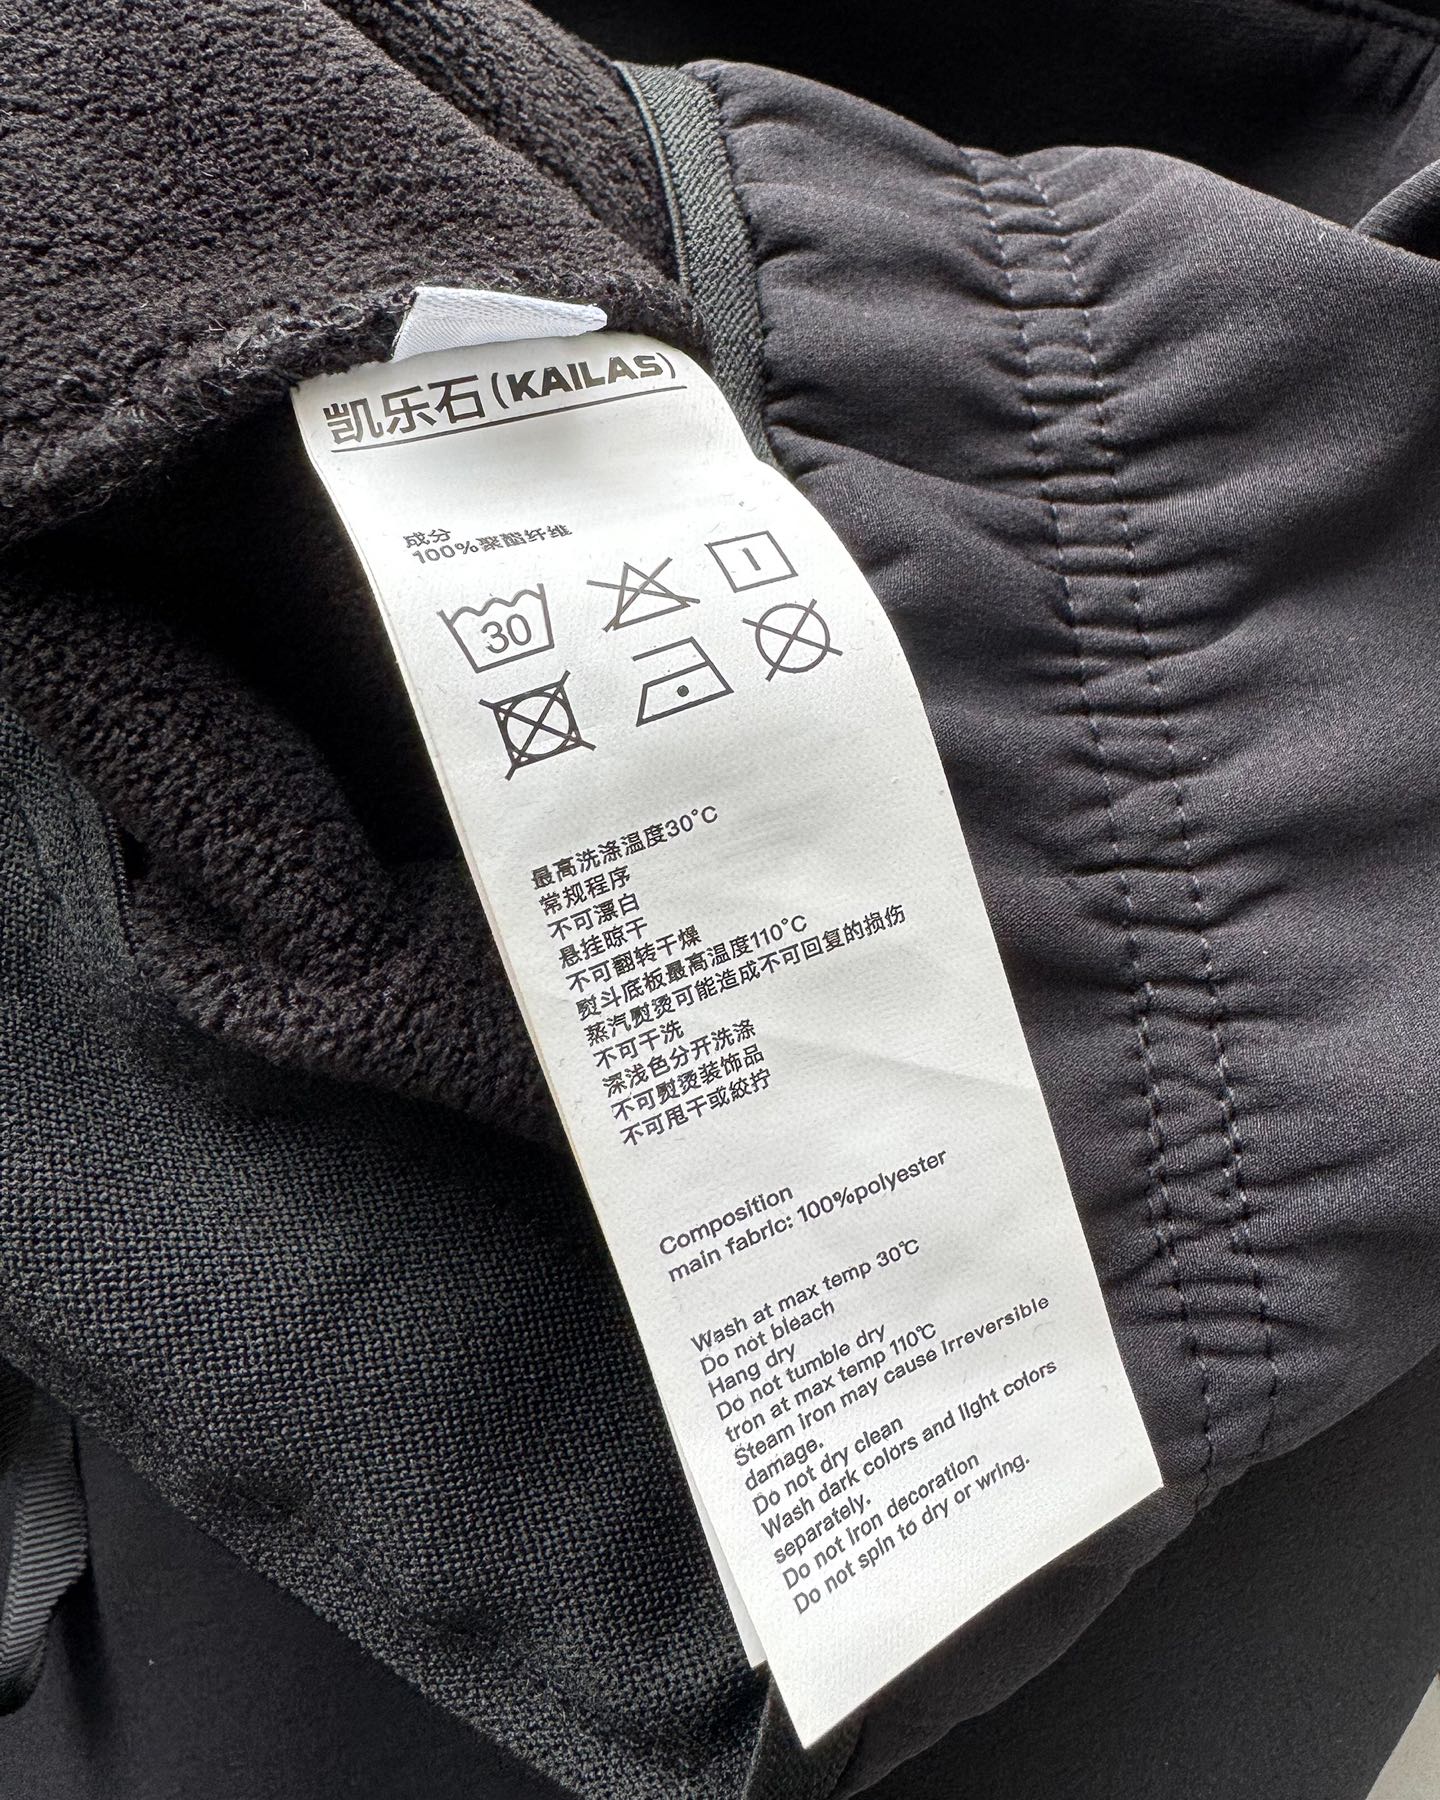 凯乐石(KAILAS)
成分
100%聚酯纤维
30
最高洗涤温度30°C
常规程序
不可漂白
悬挂晾干
不可翻转干燥
熨斗底板最高温度110°C
蒸汽熨烫可能造成不可回复的损伤
不可干洗
深浅色分开洗涤
不可熨烫装饰品
不可甩干或絞拧
Composition
main fabric: 100%polyester
Wash at max temp 30℃
Do not bleach
Hang dry
Do not tumble dry
tron at max temp 110℃
Steam iron may cause irreversible
damage.
Do not dry clean
Wash dark colors and light colors
separately.
Do not iron decoration
Do not spin to dry or wring.